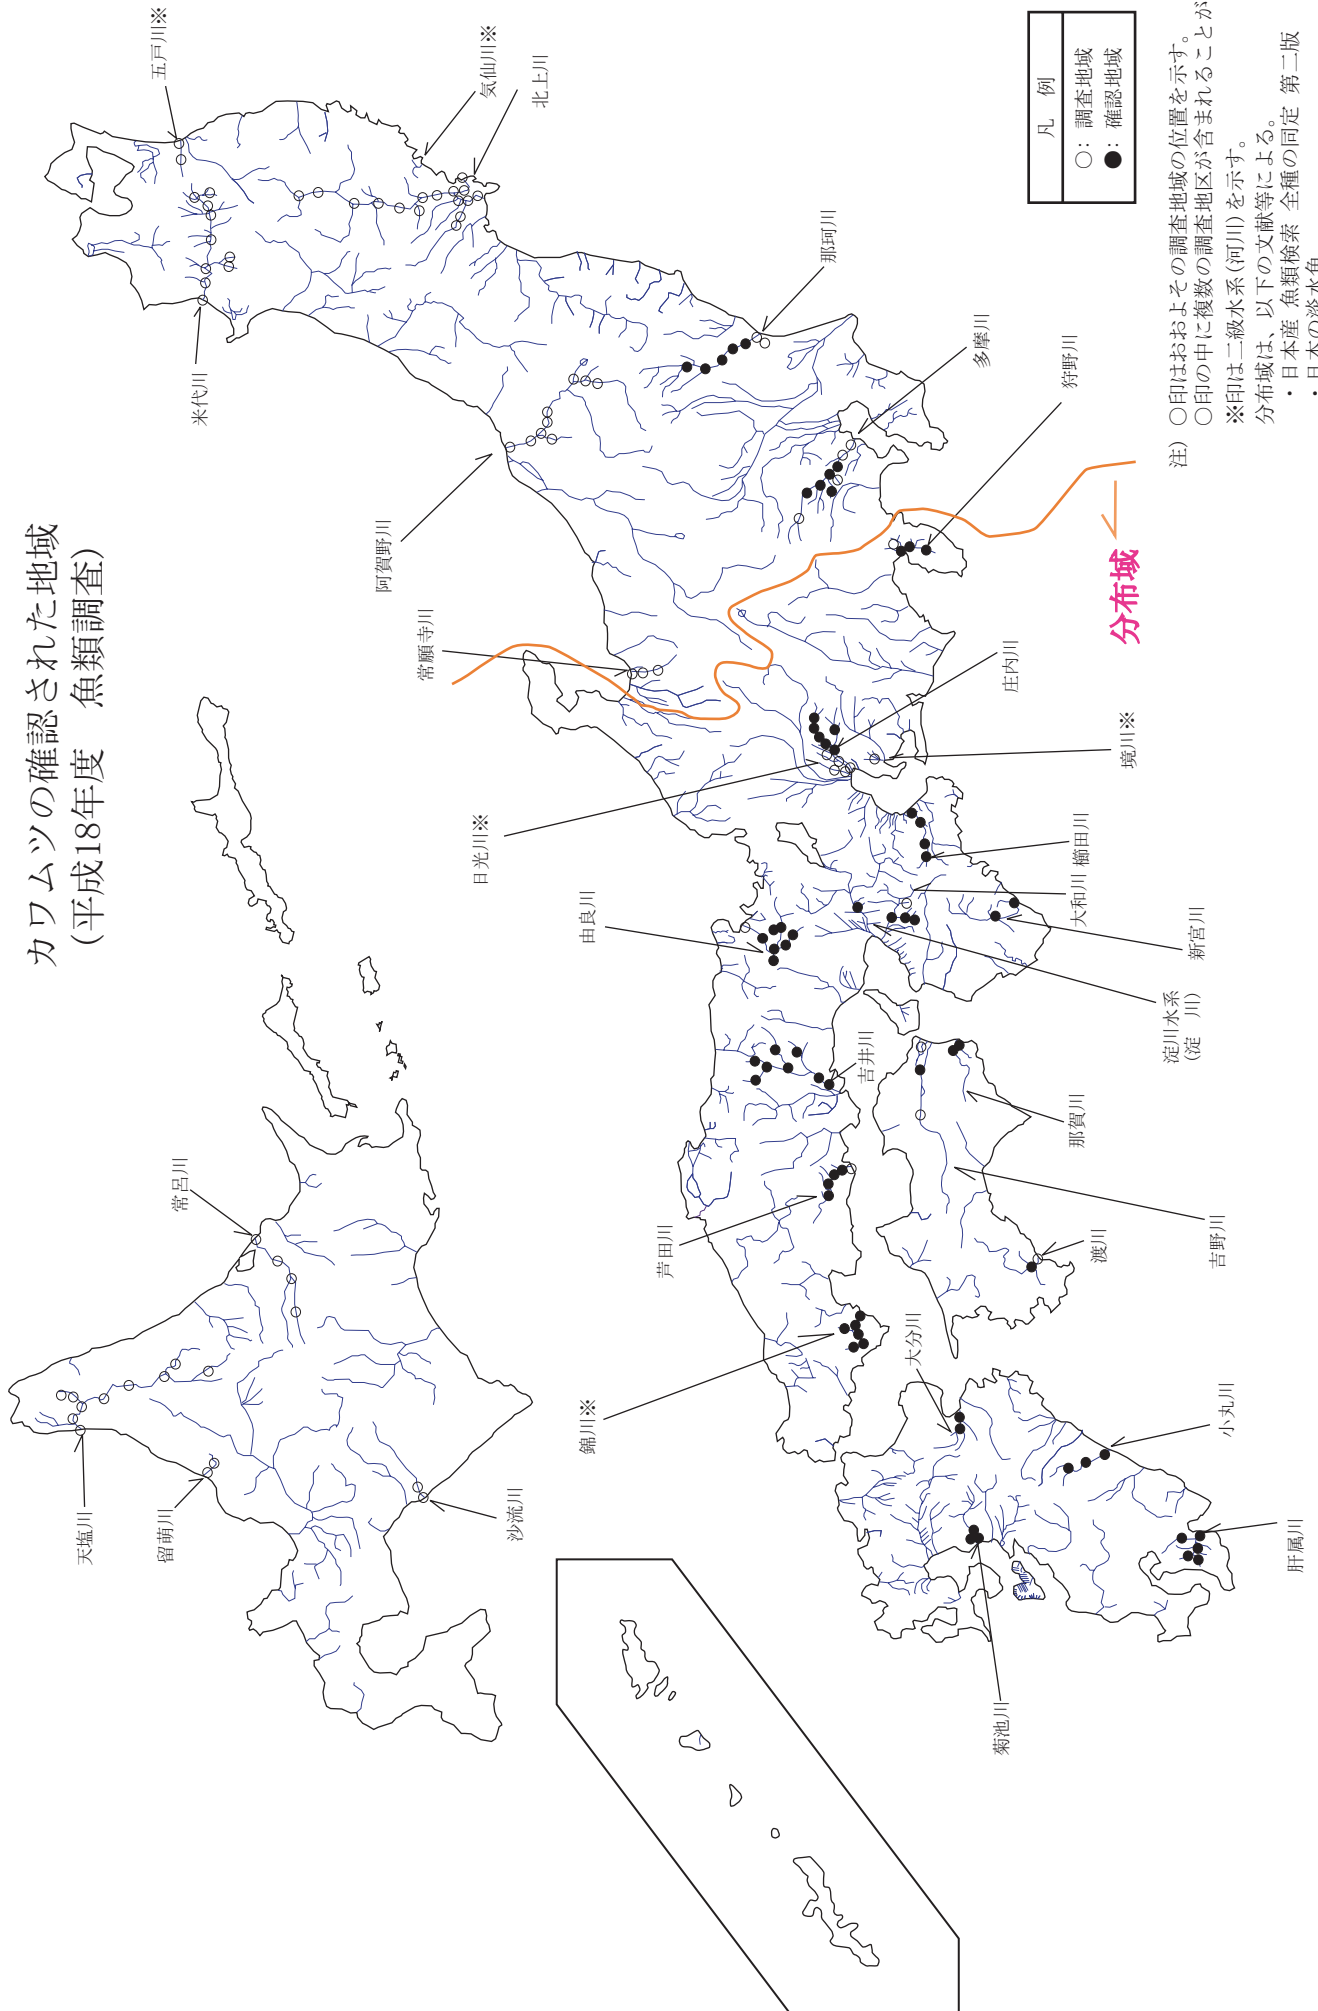 カワムツの確認された地域
(平成18年度　魚類調査)
五戸川※
気仙川※
北上川
米代川
那珂川
多摩川
狩野川
阿賀野川
常願寺川
庄内川
境川※
日光川※
櫛田川
大和川
新宮川
由良川
淀川水系
(淀　川)
吉井川
那賀川
吉野川
渡川
芦田川
錦川※
大分川
小丸川
肝属川
菊池川
常呂川
天塩川
留萌川
沙流川
分布域
凡　例
○：調査地域
●：確認地域
注）○印はおおよその調査地域の位置を示す。
○印の中に複数の調査地区が含まれることが
※印は二級水系(河川)を示す。
分布域は、以下の文献等による。
・日本産 魚類検索 全種の同定 第二版
・日本の淡水魚